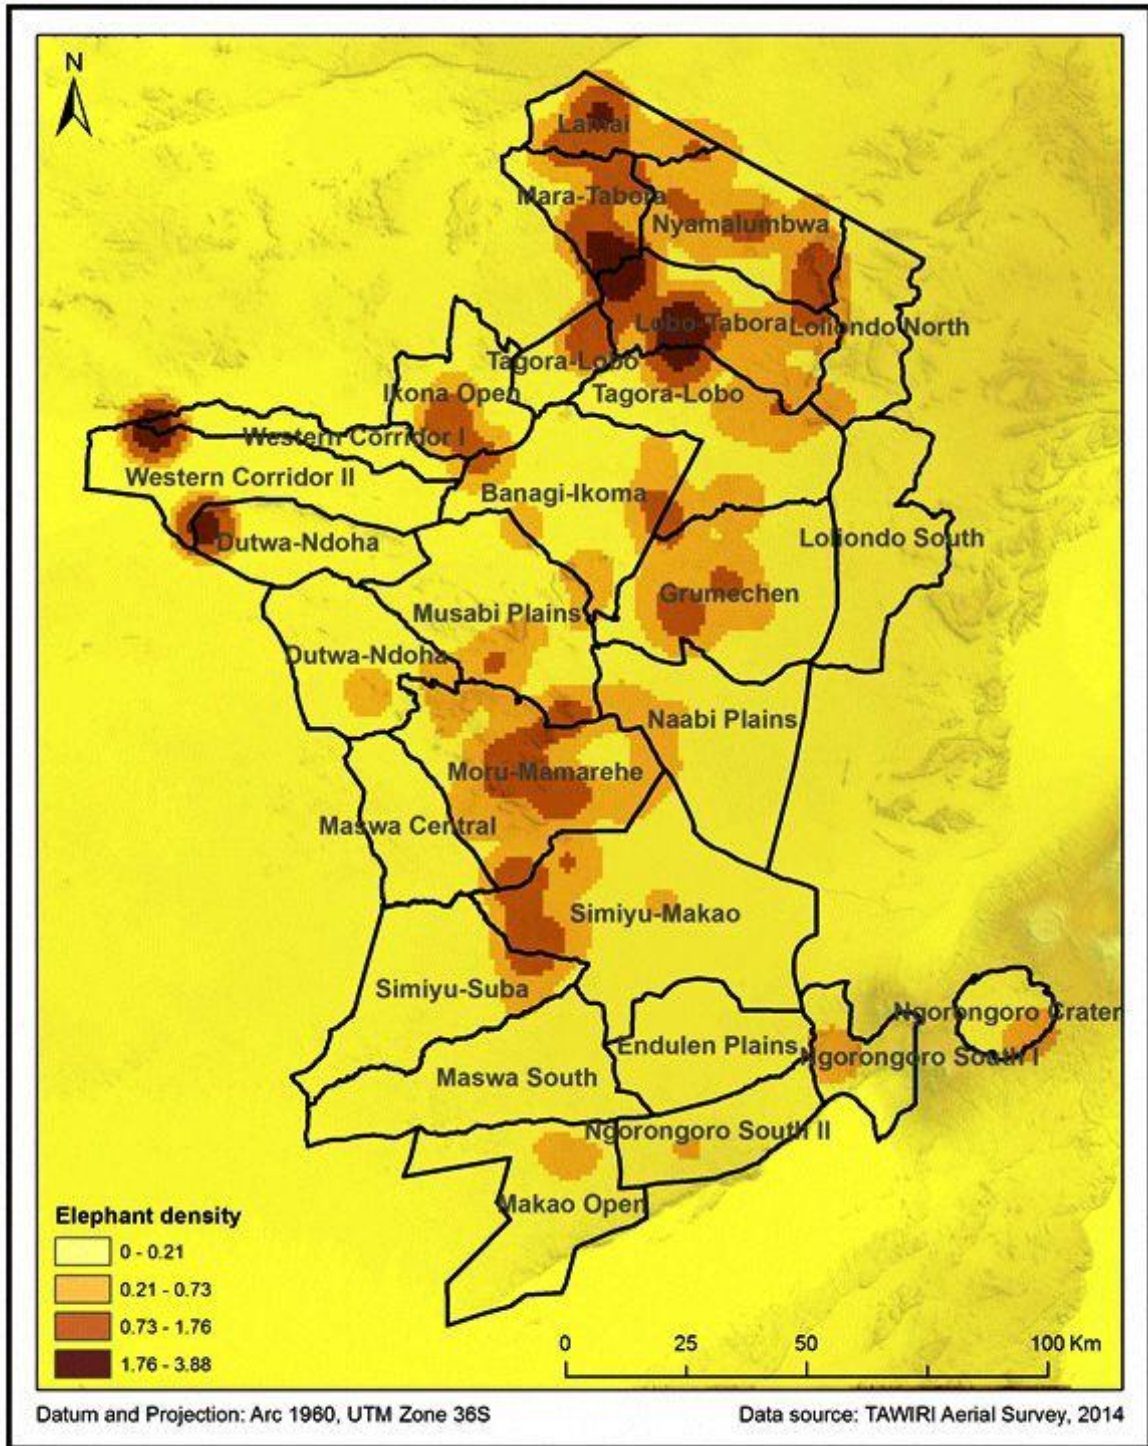 N
Lamai
Mara-Tabora
Nyamalumbwa
Lobo-Tabora
Loliondo North
Tagora-Lobo
Ikona Open
Tagora-Lobo
Western Corridor I
Western Corridor II
Banagi-Ikoma
Dutwa-Ndoha
Loliondo South
Grumechen
Musabi Plains
Dutwa-Ndoha
Naabi Plains
Moru-Mamarehe
Maswa Central
Simiyu-Makao
Simiyu-Suba
Ngorongoro Crater
Endulen Plains
Ngorongoro South I
Maswa South
Ngorongoro South II
Makao Open
Elephant density
0 - 0.21
0.21 - 0.73
0.73 - 1.76
1.76 - 3.88
0 25 50 100 Km
Datum and Projection: Arc 1960, UTM Zone 36S
Data source: TAWIRI Aerial Survey, 2014